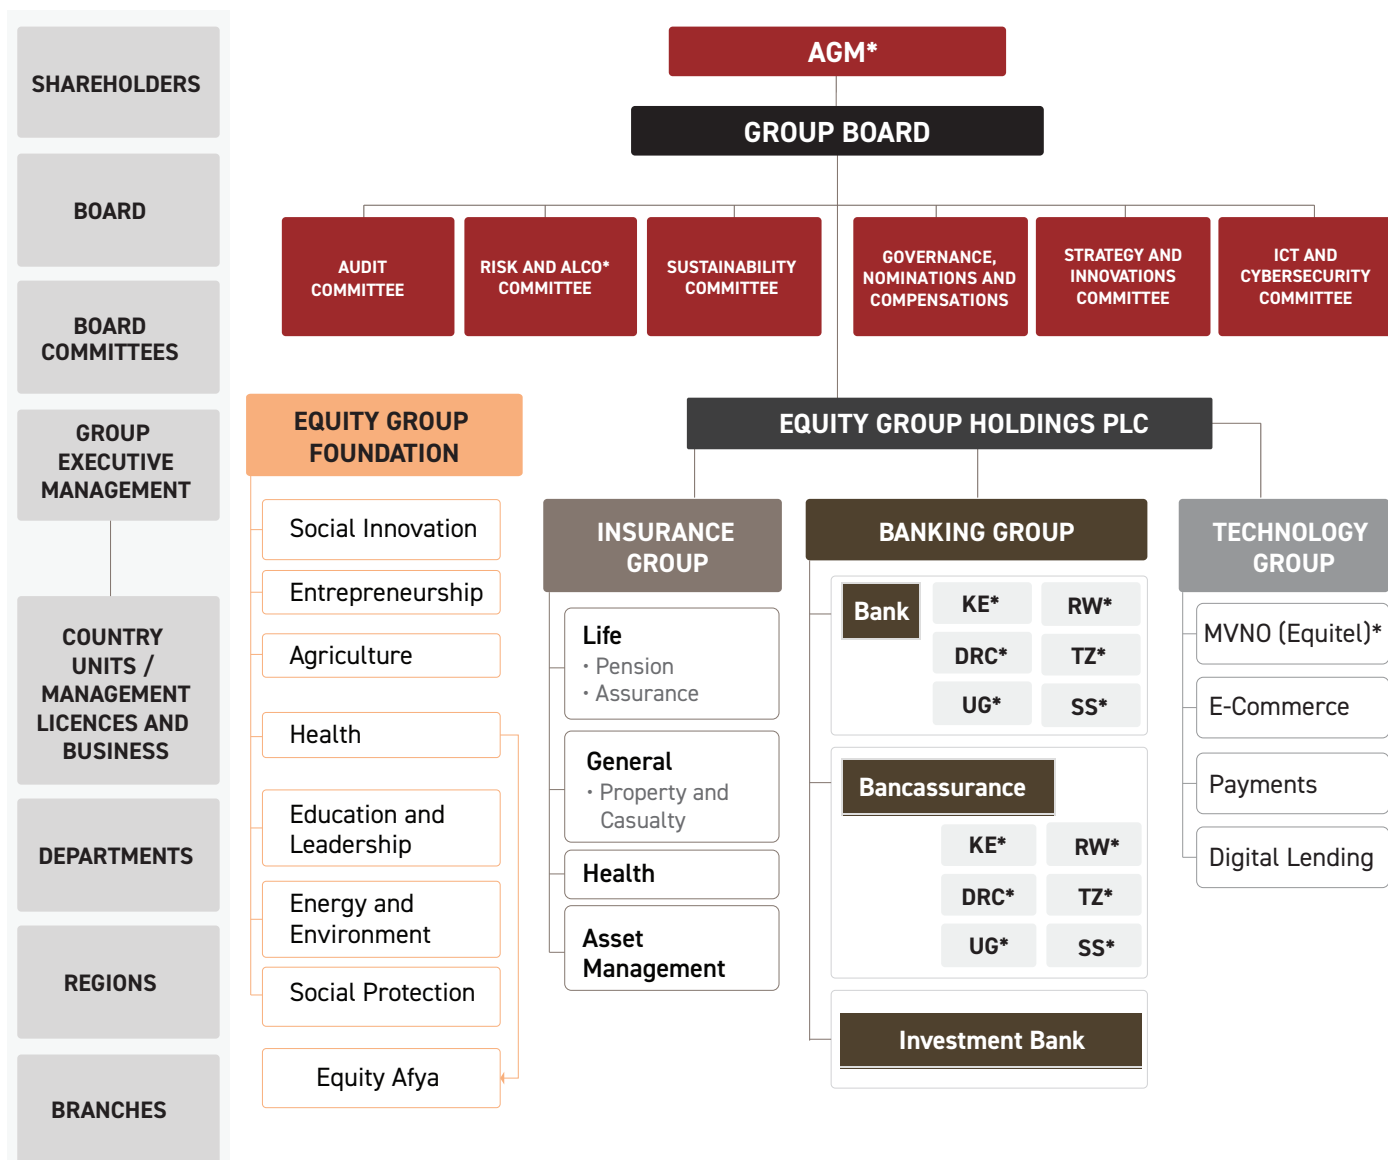 SHAREHOLDERS
BOARD
BOARD
COMMITTEES
GROUP
EXECUTIVE
MANAGEMENT
COUNTRY
UNITS /
MANAGEMENT
LICENCES AND
BUSINESS
DEPARTMENTS
REGIONS
BRANCHES
AGM*
GROUP BOARD
AUDIT
COMMITTEE
RISK AND ALCO*
COMMITTEE
SUSTAINABILITY
COMMITTEE
GOVERNANCE,
NOMINATIONS AND
COMPENSATIONS
STRATEGY AND
INNOVATIONS
COMMITTEE
ICT AND
CYBERSECURITY
COMMITTEE
EQUITY GROUP
FOUNDATION
Social Innovation
Entrepreneurship
Agriculture
Health
Education and
Leadership
Energy and
Environment
Social Protection
Equity Afya
EQUITY GROUP HOLDINGS PLC
INSURANCE
GROUP
Life
• Pension
• Assurance
General
• Property and
Casualty
Health
Asset
Management
BANKING GROUP
Bank
KE*
RW*
DRC*
TZ*
UG*
SS*
Bancassurance
KE*
RW*
DRC*
TZ*
UG*
SS*
Investment Bank
TECHNOLOGY
GROUP
MVNO (Equitel)*
E-Commerce
Payments
Digital Lending